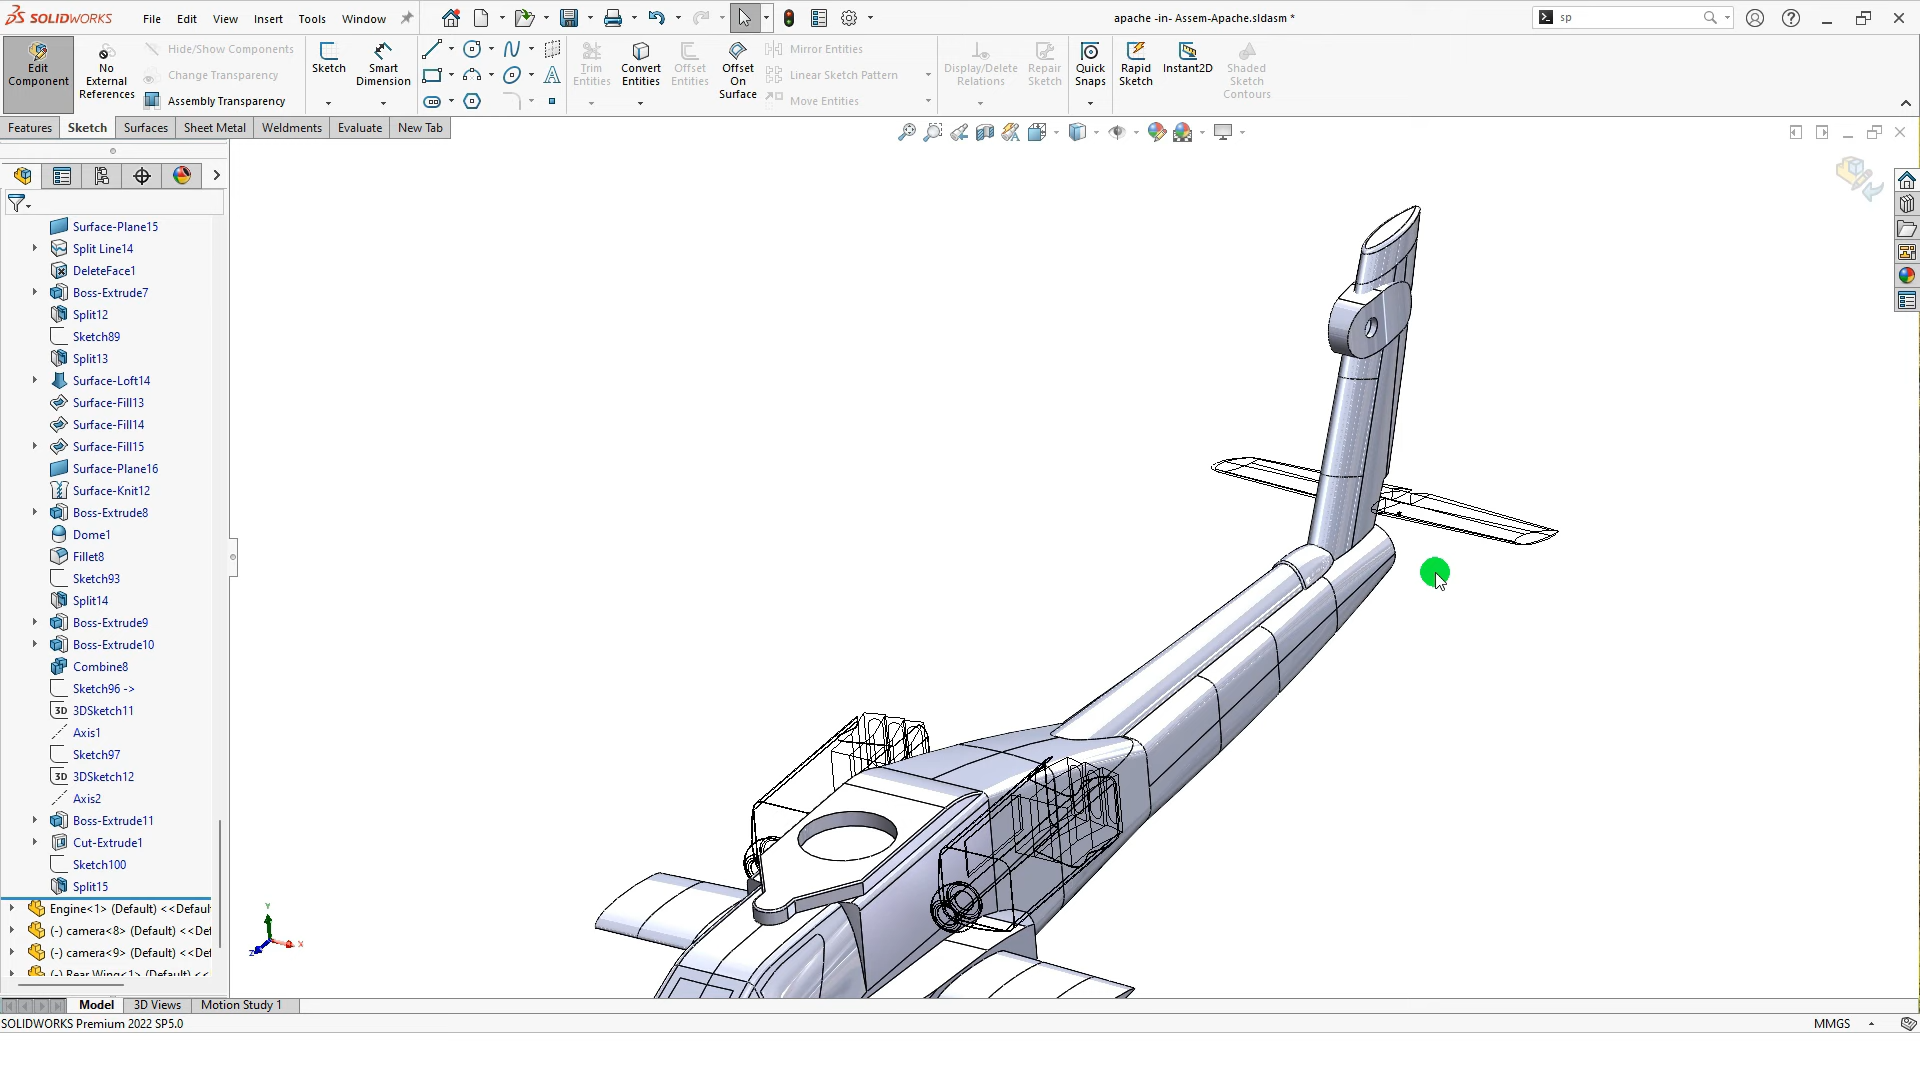 SOLIDWORKS File Edit View Insert Tools Window apache -in- Assem-Apache.sldasm * sp
Edit Component
No External References
Hide/Show Components
Change Transparency
Assembly Transparency
Sketch
Smart Dimension
Trim Entities
Convert Entities
Offset Entities
Offset On Surface
Mirror Entities
Linear Sketch Pattern
Move Entities
Display/Delete Relations
Repair Sketch
Quick Snaps
Rapid Sketch
Instant2D
Shaded Sketch Contours
Features Sketch Surfaces Sheet Metal Weldments Evaluate New Tab
Surface-Plane15
Split Line14
DeleteFace1
Boss-Extrude7
Split12
Sketch89
Split13
Surface-Loft14
Surface-Fill13
Surface-Fill14
Surface-Fill15
Surface-Plane16
Surface-Knit12
Boss-Extrude8
Dome1
Fillet8
Sketch93
Split14
Boss-Extrude9
Boss-Extrude10
Combine8
Sketch96 ->
3D 3DSketch11
Axis1
Sketch97
3D 3DSketch12
Axis2
Boss-Extrude11
Cut-Extrude1
Sketch100
Split15
Engine<1> (Default) <<Defaul
(-) camera<8> (Default) <<Def
(-) camera<9> (Default) <<Def
(-) Rear Wing<1> (Default) <<
Y
X
Z
Model 3D Views Motion Study 1
SOLIDWORKS Premium 2022 SP5.0 MMGS